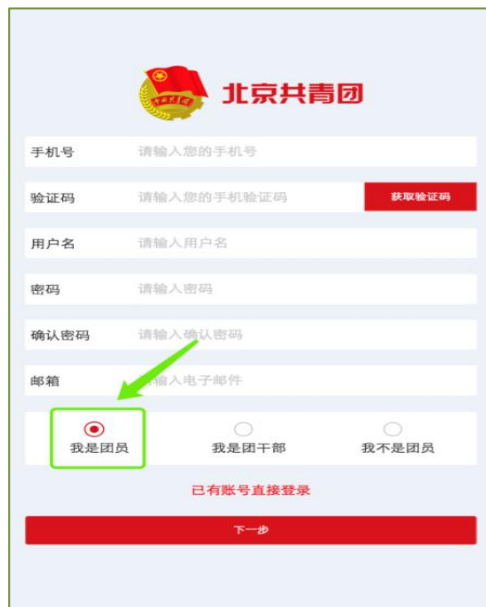 北京共青团
手机号 请输入您的手机号
验证码 请输入您的手机验证码 获取验证码
用户名 请输入用户名
密码 请输入密码
确认密码 请输入确认密码
邮箱 请输入电子邮件
我是团员 我是团干部 我不是团员
已有账号直接登录
下一步